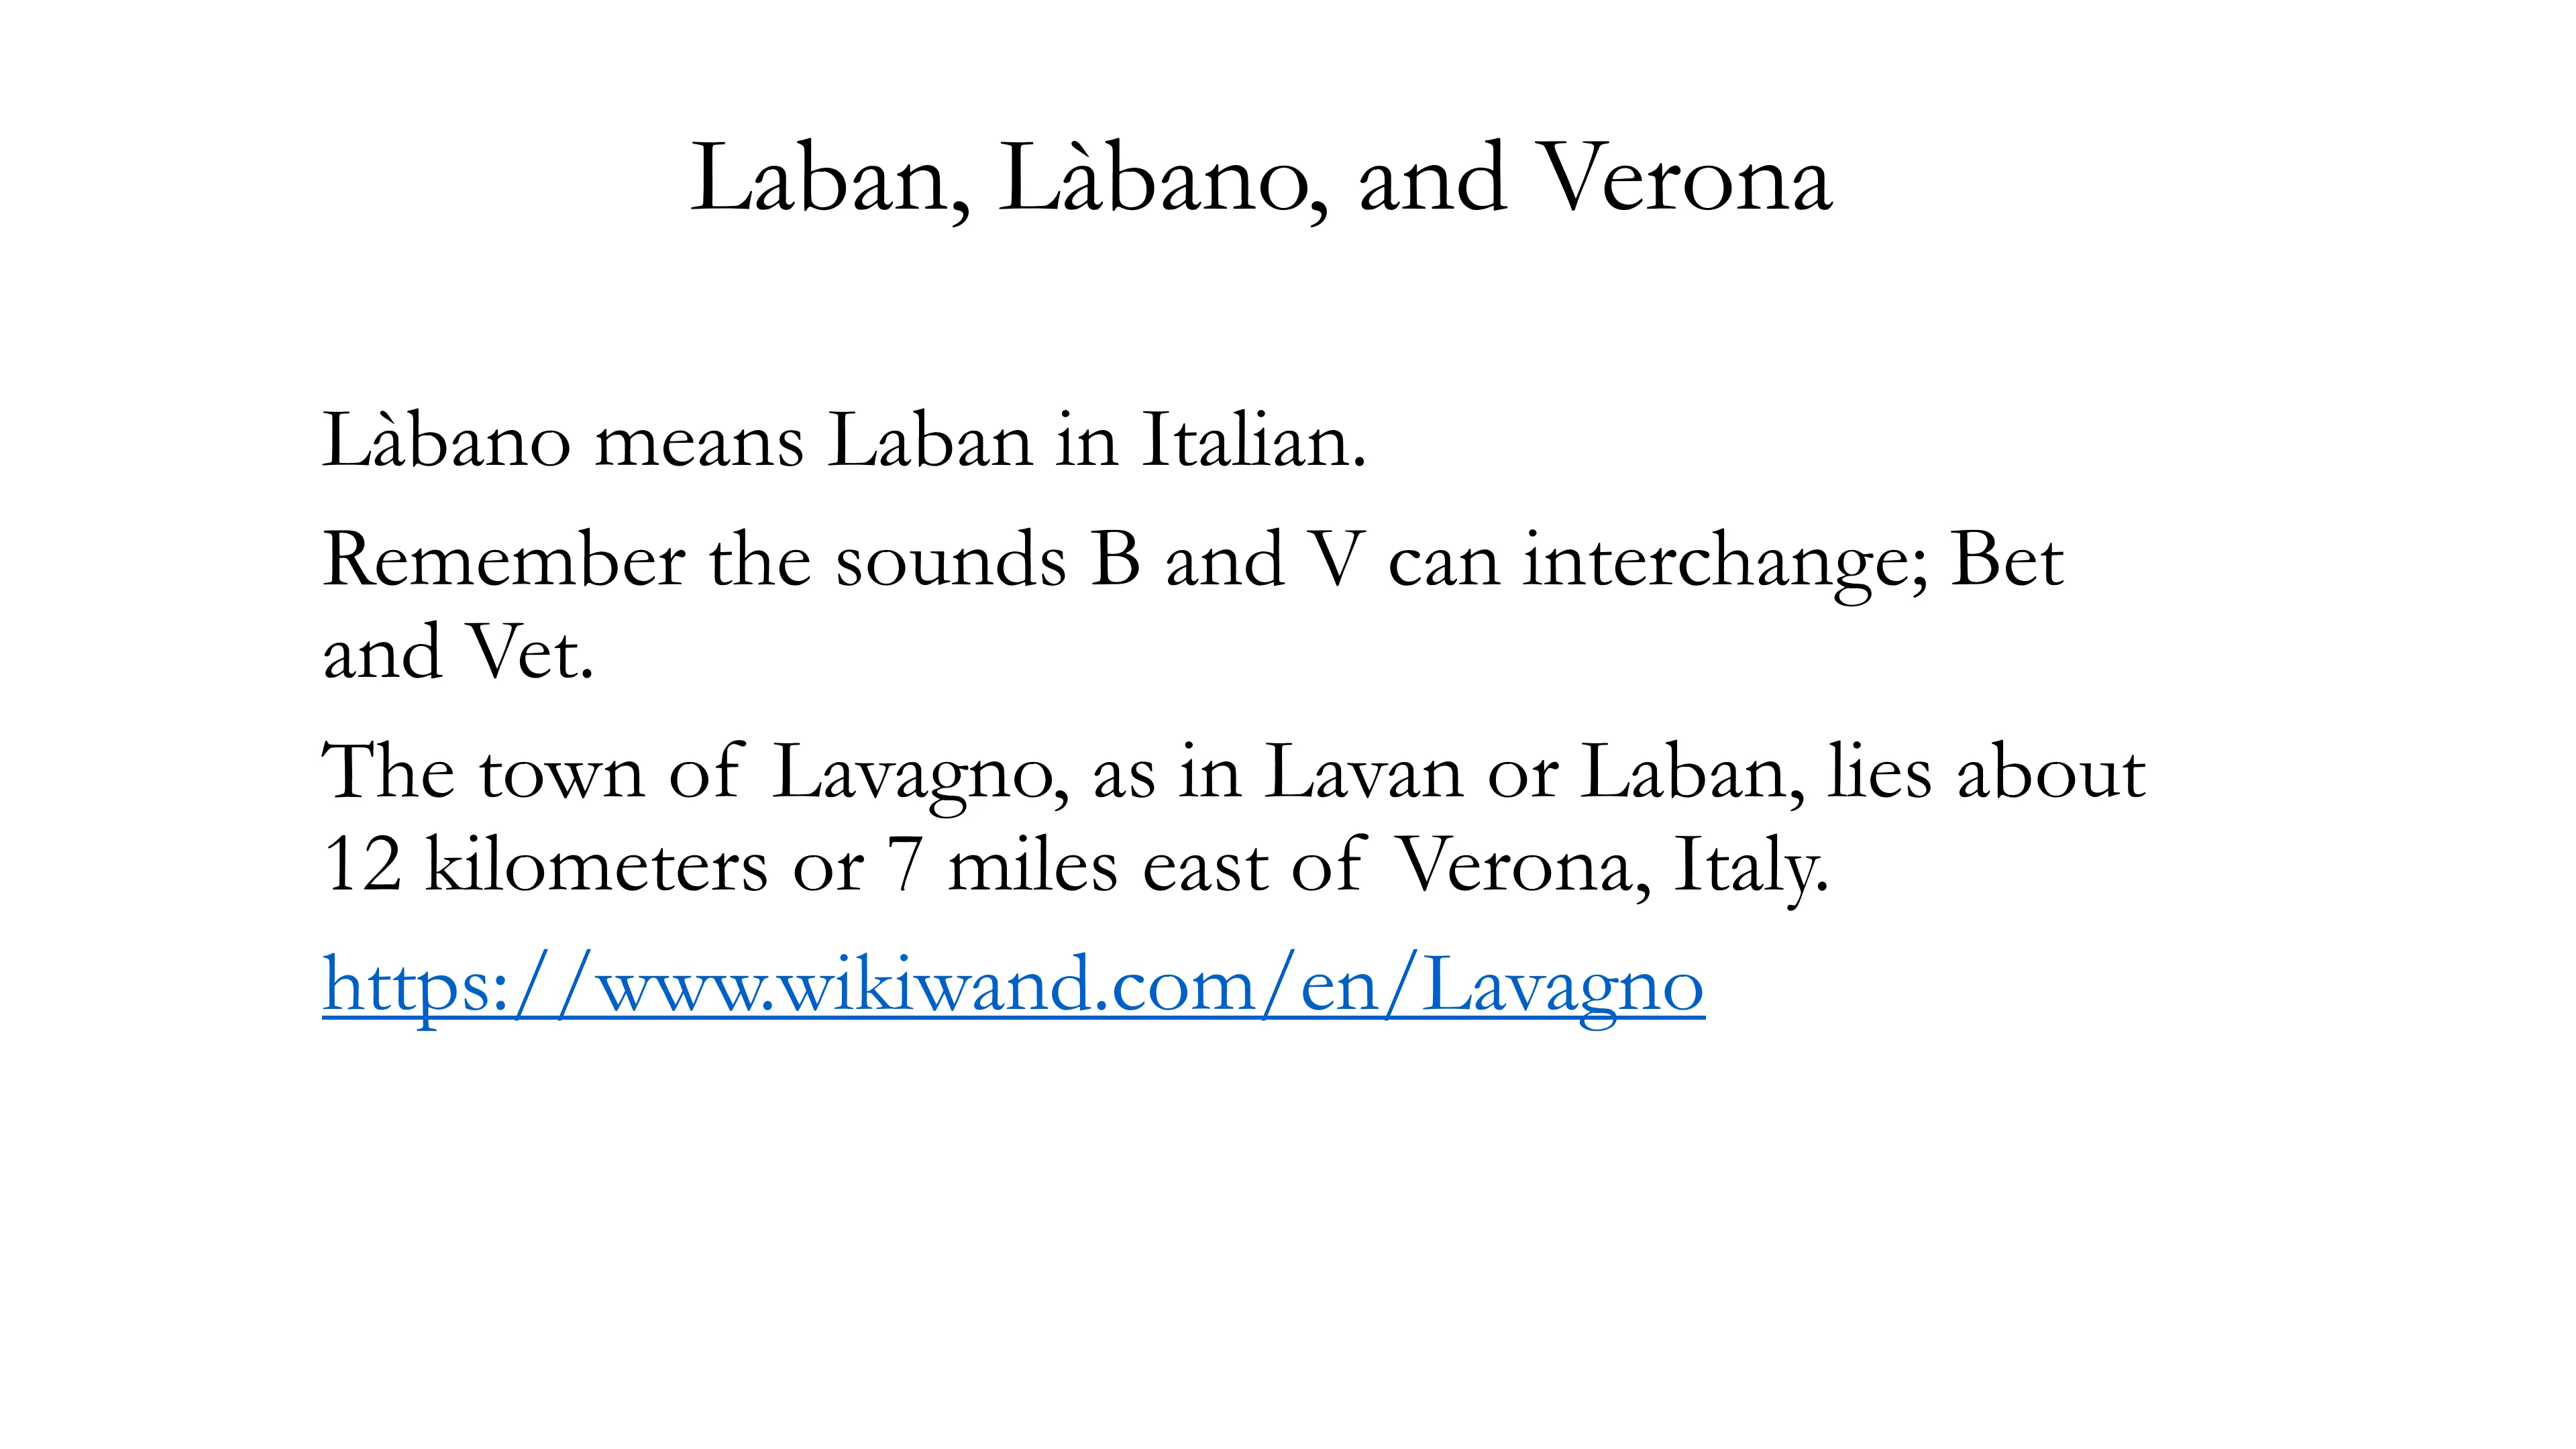 Laban, Làbano, and Verona
Làbano means Laban in Italian.
Remember the sounds B and V can interchange; Bet
and Vet.
The town of Lavagno, as in Lavan or Laban, lies about
12 kilometers or 7 miles east of Verona, Italy.
https://www.wikiwand.com/en/Lavagno